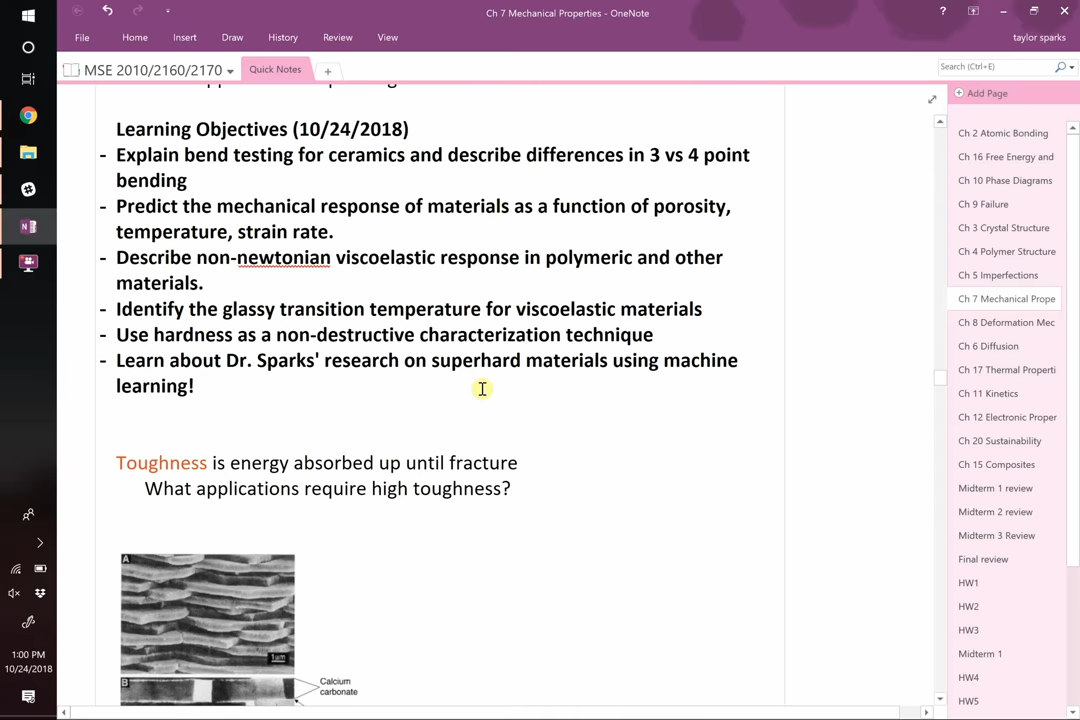 Ch 7 Mechanical Properties - OneNote
?
File
Home
Insert
Draw
History
Review
View
taylor sparks
MSE 2010/2160/2170
Quick Notes
+
Search (Ctrl+E)
Add Page
Learning Objectives (10/24/2018)
- Explain bend testing for ceramics and describe differences in 3 vs 4 point
bending
- Predict the mechanical response of materials as a function of porosity,
temperature, strain rate.
- Describe non-newtonian viscoelastic response in polymeric and other
materials.
- Identify the glassy transition temperature for viscoelastic materials
- Use hardness as a non-destructive characterization technique
- Learn about Dr. Sparks' research on superhard materials using machine
learning!
Toughness is energy absorbed up until fracture
What applications require high toughness?
A
1μm
B
Calcium
carbonate
Ch 2 Atomic Bonding
Ch 16 Free Energy and
Ch 10 Phase Diagrams
Ch 9 Failure
Ch 3 Crystal Structure
Ch 4 Polymer Structure
Ch 5 Imperfections
Ch 7 Mechanical Prope
Ch 8 Deformation Mec
Ch 6 Diffusion
Ch 17 Thermal Properti
Ch 11 Kinetics
Ch 12 Electronic Proper
Ch 20 Sustainability
Ch 15 Composites
Midterm 1 review
Midterm 2 review
Midterm 3 Review
Final review
HW1
HW2
HW3
Midterm 1
HW4
HW5
1:00 PM
10/24/2018